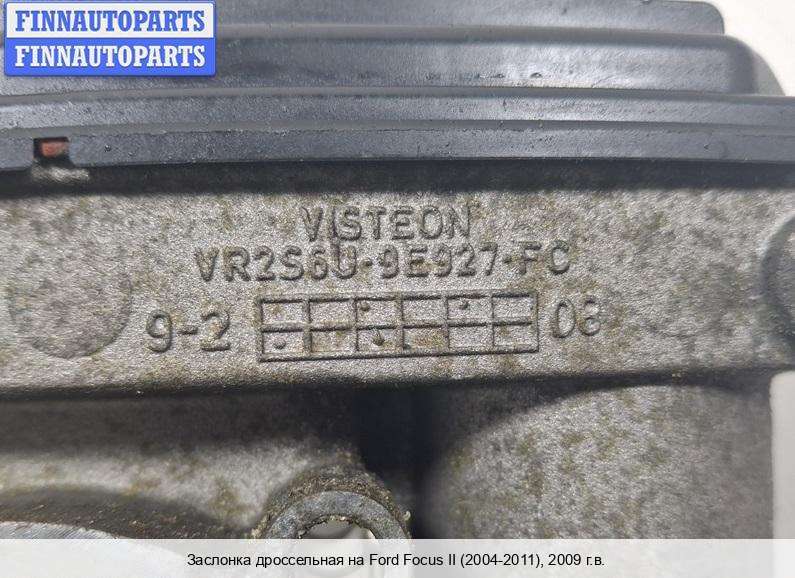 FINNAUTOPARTS
FINNAUTOPARTS
VISTEON
VR2S6U-9E927-FC
9-2 08
Заслонка дроссельная на Ford Focus II (2004-2011), 2009 г.в.